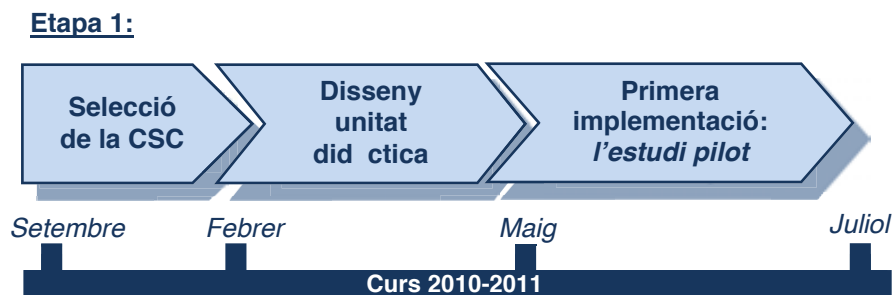 Etapa 1:
Selecció
de la CSC
Disseny
unitat
did ctica
Primera
implementació:
l'estudi pilot
Setembre
Febrer
Maig
Juliol
Curs 2010-2011